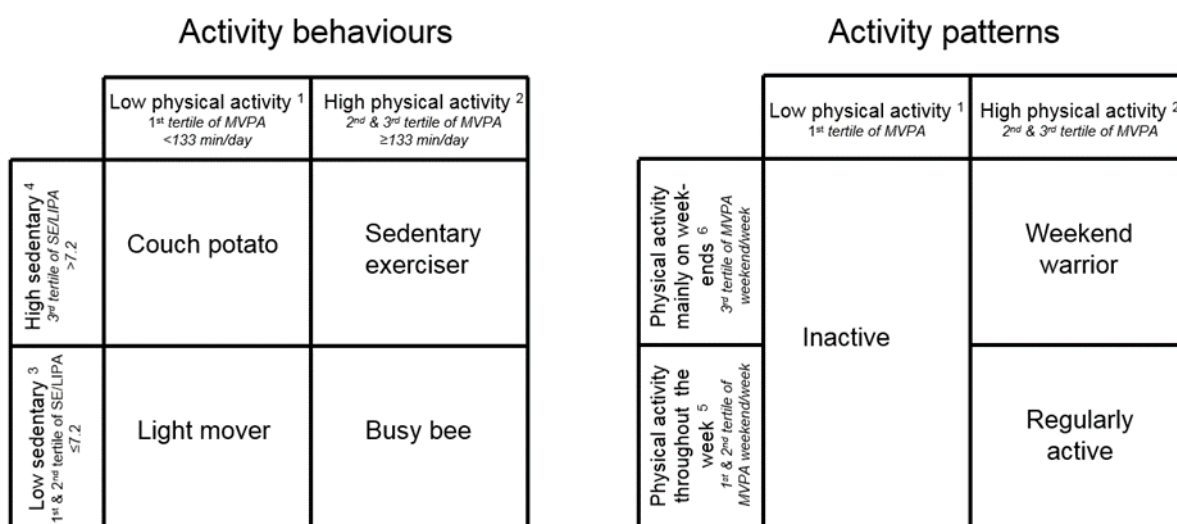 Activity behaviours
Low physical activity 1
1st tertile of MVPA
<133 min/day
High physical activity 2
2nd & 3rd tertile of MVPA
≥133 min/day
High sedentary 4
3rd tertile of SE/LIPA
>7.2
Couch potato
Sedentary
exerciser
Low sedentary 3
1st & 2nd tertile of SE/LIPA
≤7.2
Light mover
Busy bee
Activity patterns
Low physical activity 1
1st tertile of MVPA
High physical activity 2
2nd & 3rd tertile of MVPA
Physical activity
mainly on week-
ends 6
3rd tertile of MVPA
weekend/week
Inactive
Weekend
warrior
Physical activity
throughout the
week 5
1st & 2nd tertile of
MVPA weekend/week
Regularly
active